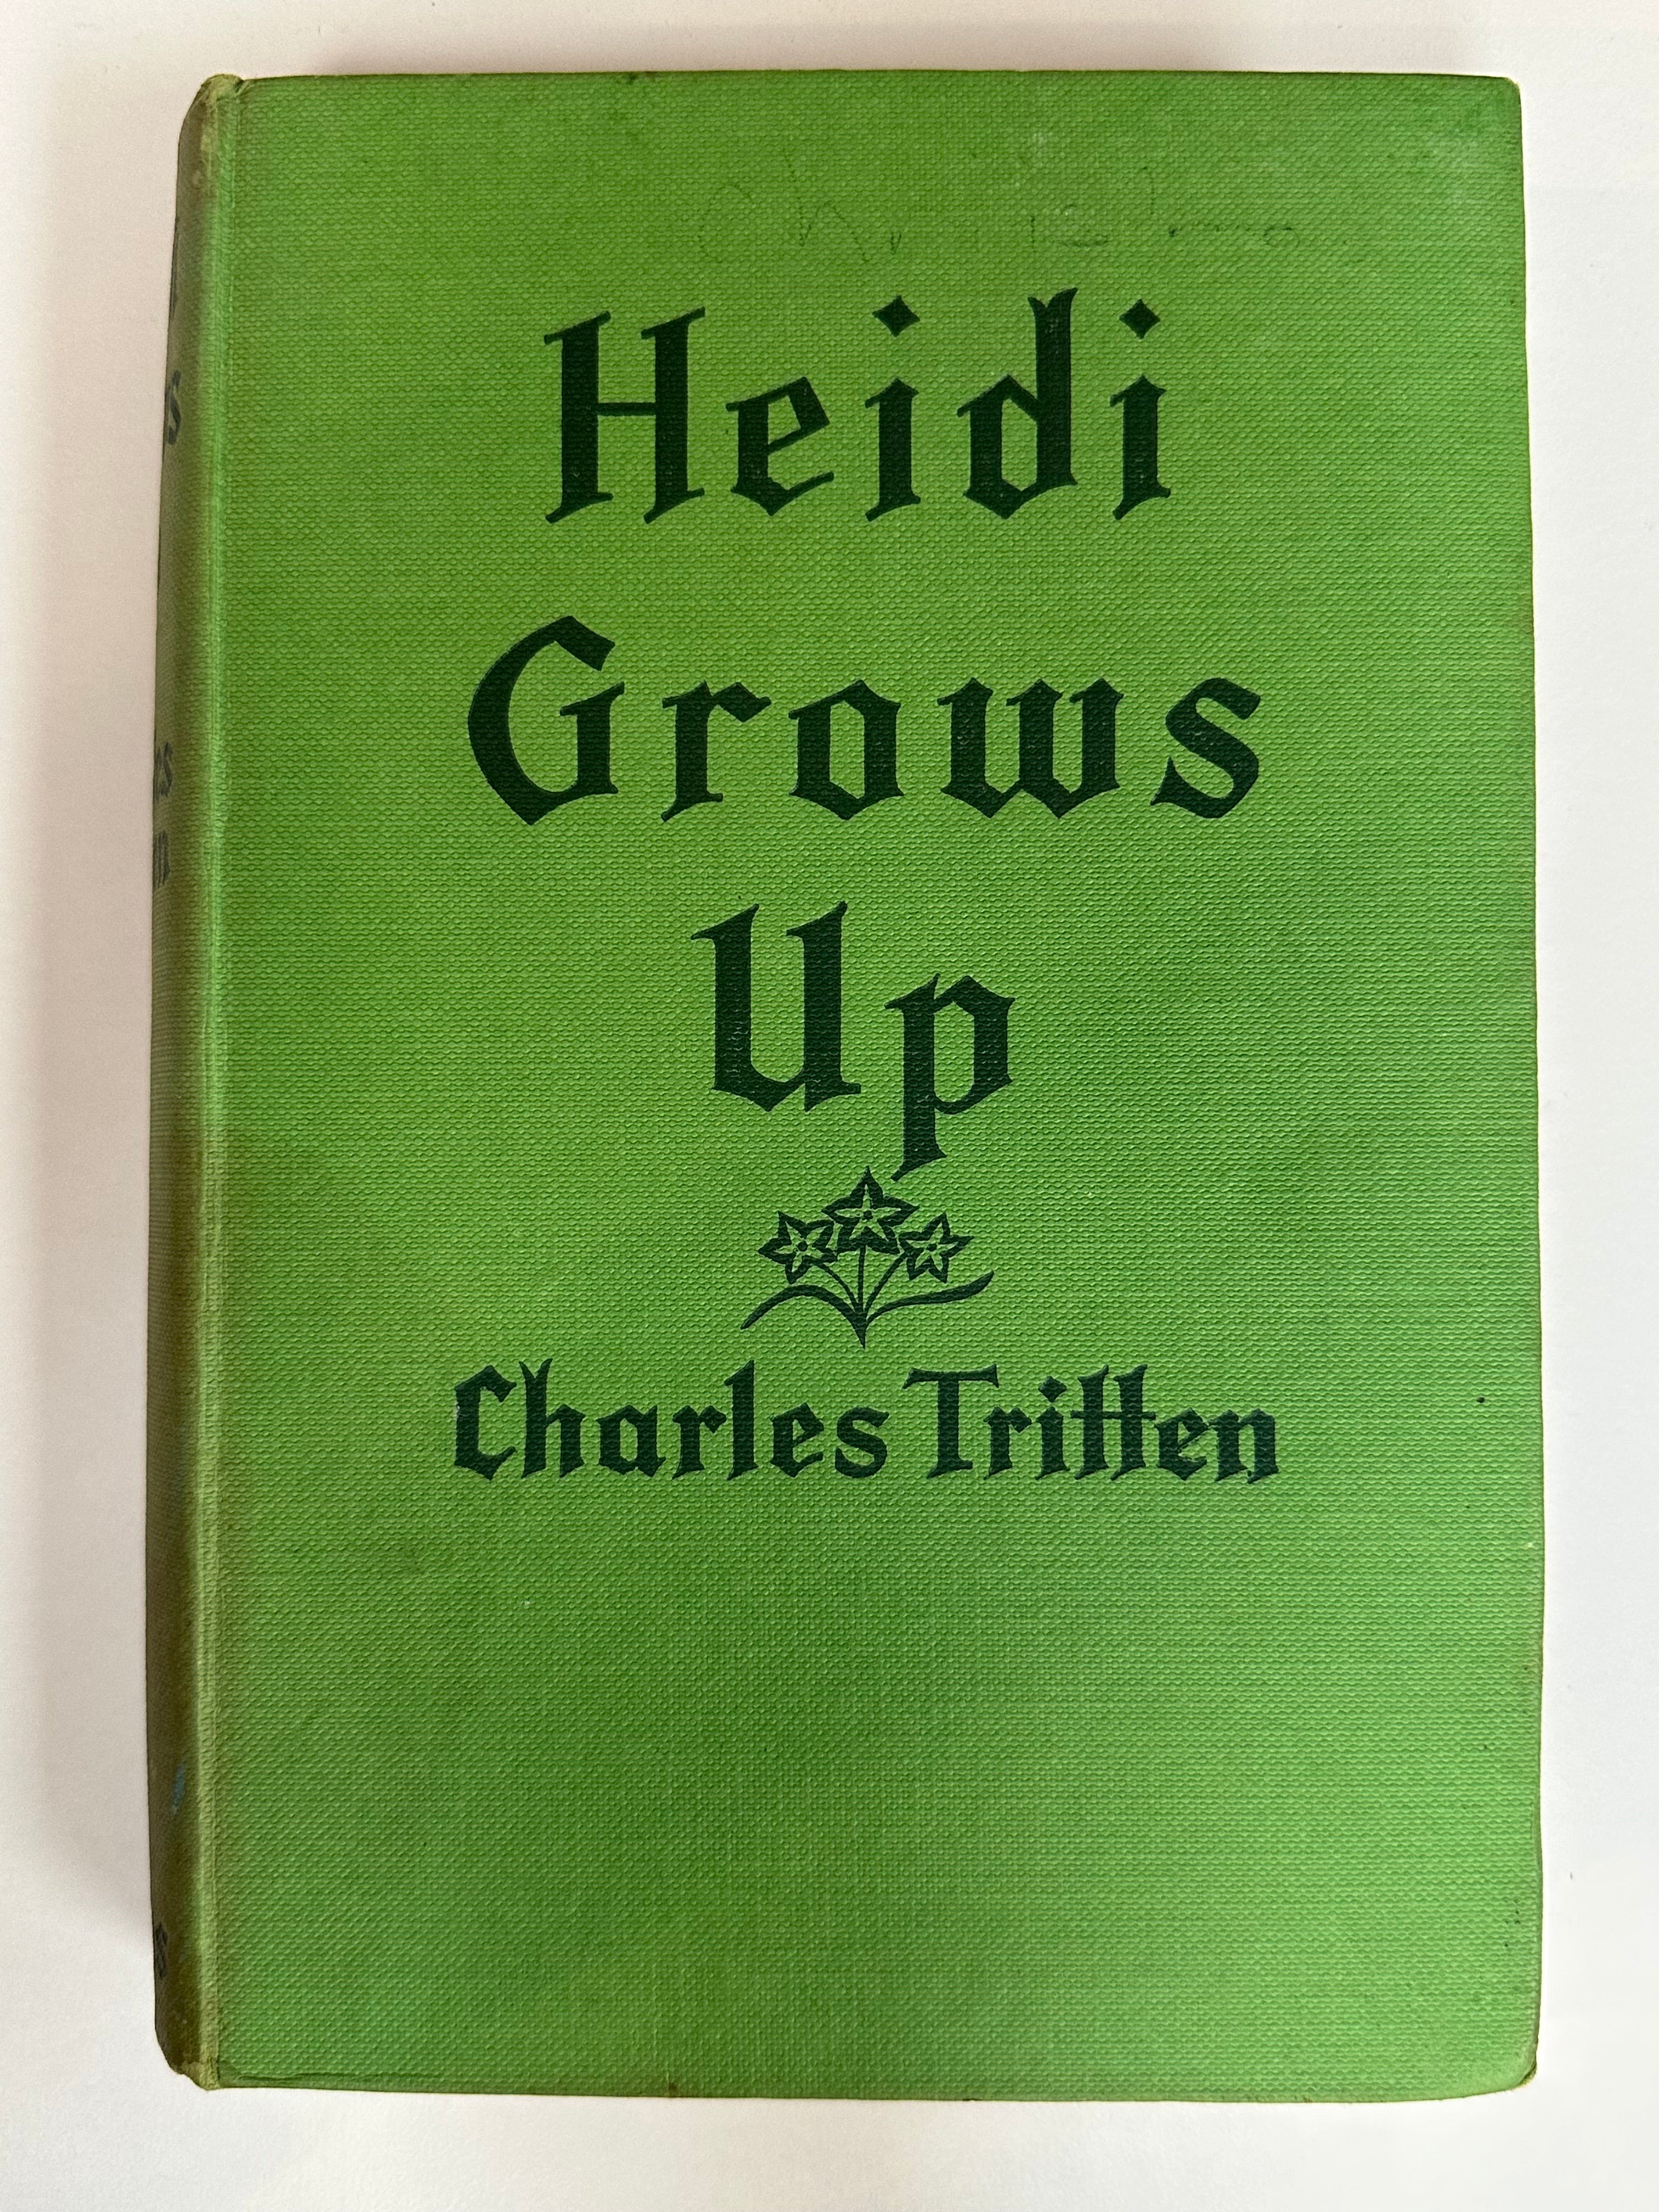 Heidi
Grows
Up
Charles Tritten